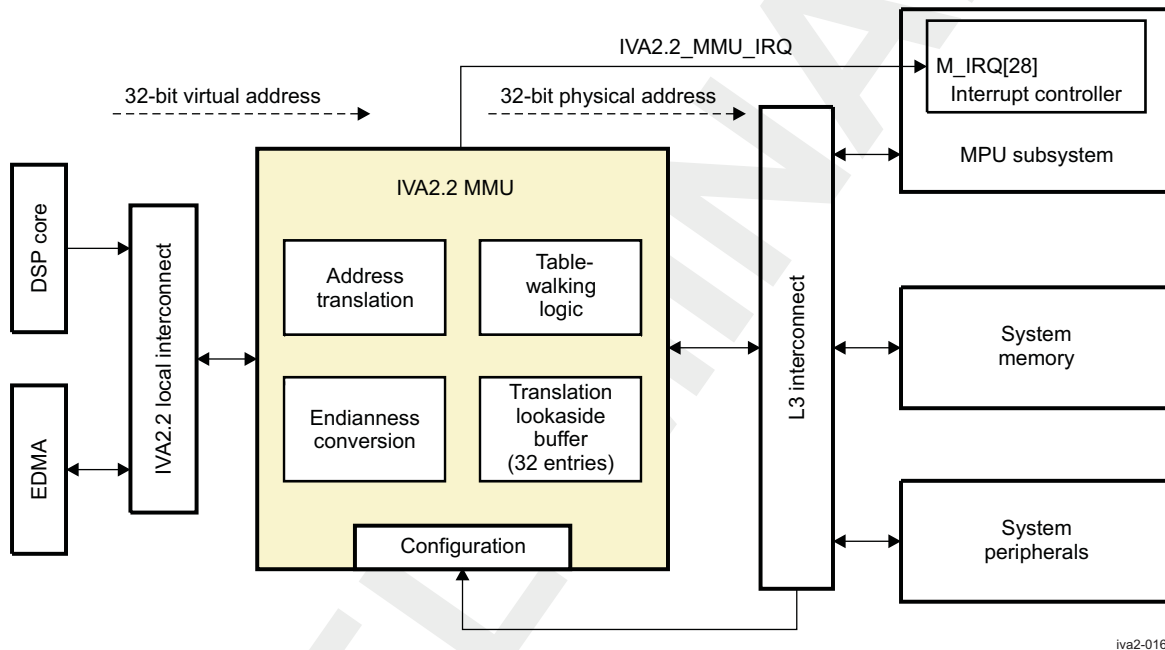 IVA2.2_MMU_IRQ
M_IRQ[28]
Interrupt controller
MPU subsystem
32-bit virtual address
32-bit physical address
IVA2.2 MMU
DSP core
EDMA
IVA2.2 local interconnect
Address
translation
Table-
walking
logic
Endianness
conversion
Translation
lookaside
buffer
(32 entries)
Configuration
L3 interconnect
System
memory
System
peripherals
iva2-016